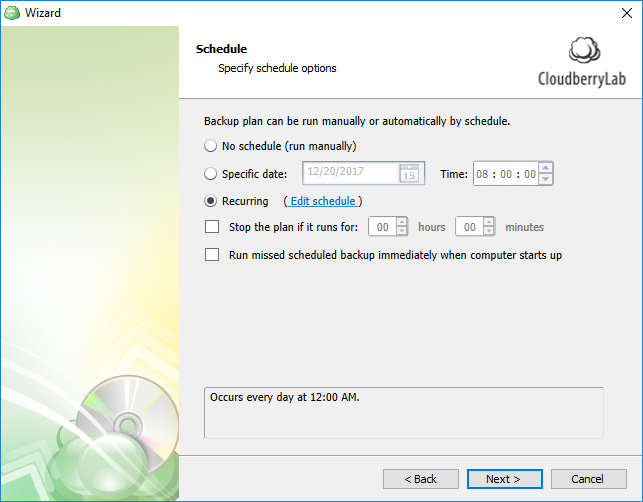 Wizard
Schedule
Specify schedule options
CloudberryLab
Backup plan can be run manually or automatically by schedule.
No schedule (run manually)
Specific date: 12/20/2017 15 Time: 08 : 00 : 00
Recurring ( Edit schedule )
Stop the plan if it runs for: 00 hours 00 minutes
Run missed scheduled backup immediately when computer starts up
Occurs every day at 12:00 AM.
< Back Next > Cancel